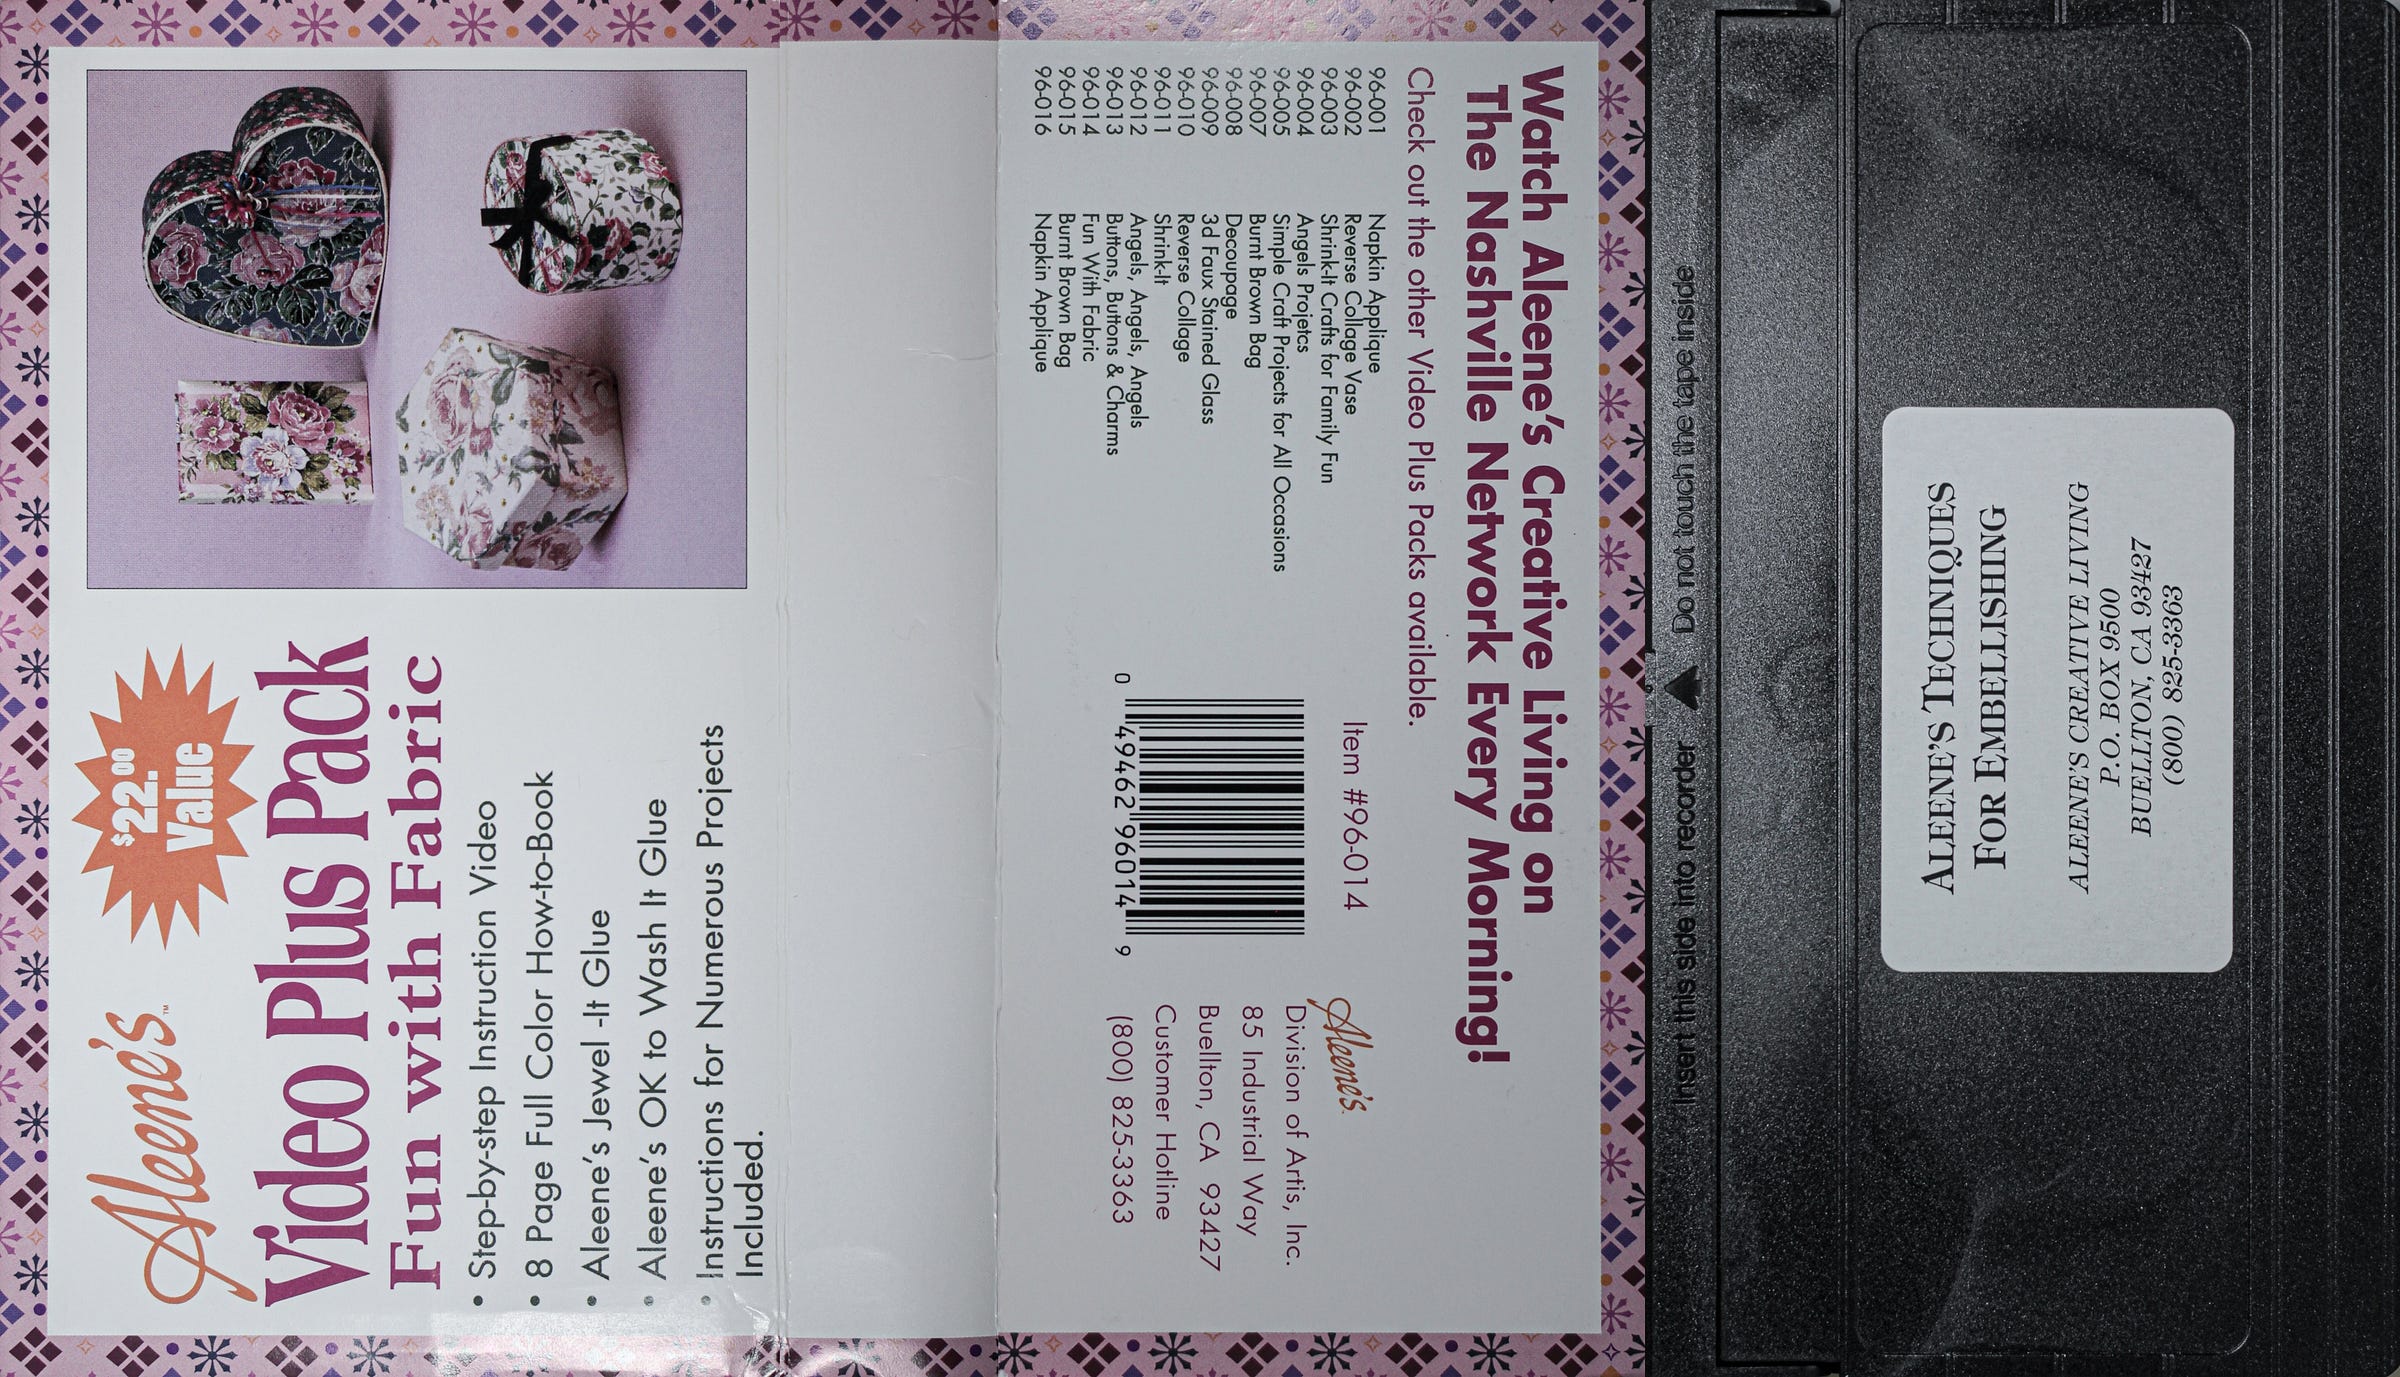 Aleene's™
$22.00
Value
Video Plus Pack
Fun with Fabric
• Step-by-step Instruction Video
• 8 Page Full Color How-to-Book
• Aleene's Jewel -It Glue
• Aleene's OK to Wash It Glue
• Instructions for Numerous Projects
Included.
Watch Aleene's Creative Living on
The Nashville Network Every Morning!
Check out the other Video Plus Packs available.
96-001 Napkin Applique
96-002 Reverse Collage Vase
96-003 Shrink-It Crafts for Family Fun
96-004 Angels Projetcs
96-005 Simple Craft Projects for All Occasions
96-007 Burnt Brown Bag
96-008 Decoupage
96-009 3d Faux Stained Glass
96-010 Reverse Collage
96-011 Shrink-It
96-012 Angels, Angels, Angels
96-013 Buttons, Buttons & Charms
96-014 Fun With Fabric
96-015 Burnt Brown Bag
96-016 Napkin Applique
Item #96-014
0 49462 96014 9
Aleene's
Division of Artis, Inc.
85 Industrial Way
Buellton, CA 93427
Customer Hotline
(800) 825-3363
Insert this side into recorder ▲ Do not touch the tape inside
ALEENE'S TECHNIQUES
FOR EMBELLISHING
ALEENE'S CREATIVE LIVING
P.O. BOX 9500
BUELLTON, CA 93427
(800) 825-3363